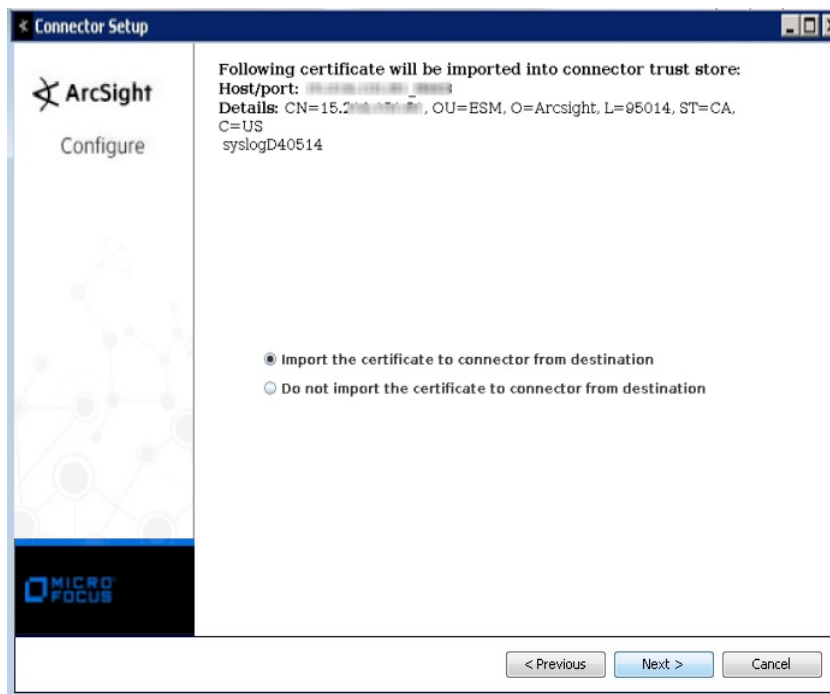 Connector Setup
ArcSight
Configure
Following certificate will be imported into connector trust store:
Host/port:
Details: CN=15.2 , OU=ESM, O=Arcsight, L=95014, ST=CA,
C=US
syslogD40514
Import the certificate to connector from destination
Do not import the certificate to connector from destination
MICRO
FOCUS
< Previous
Next >
Cancel